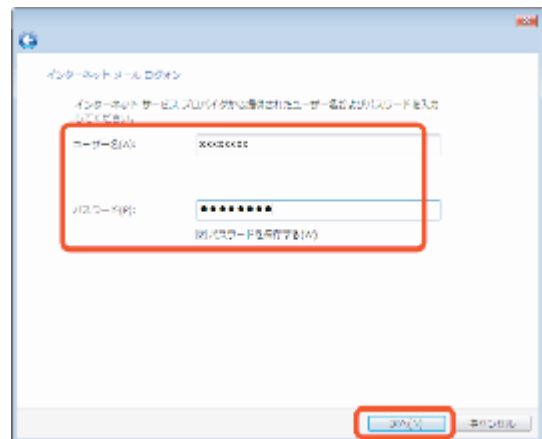 インターネット メール ログオン
インターネット サービス プロバイダから提供されたユーザー名およびパスワードを入力
してください。
ユーザー名(A): xxxxxxxx
パスワード(P): ●●●●●●●●
パスワードを保存する(W)
次へ(N) キャンセル